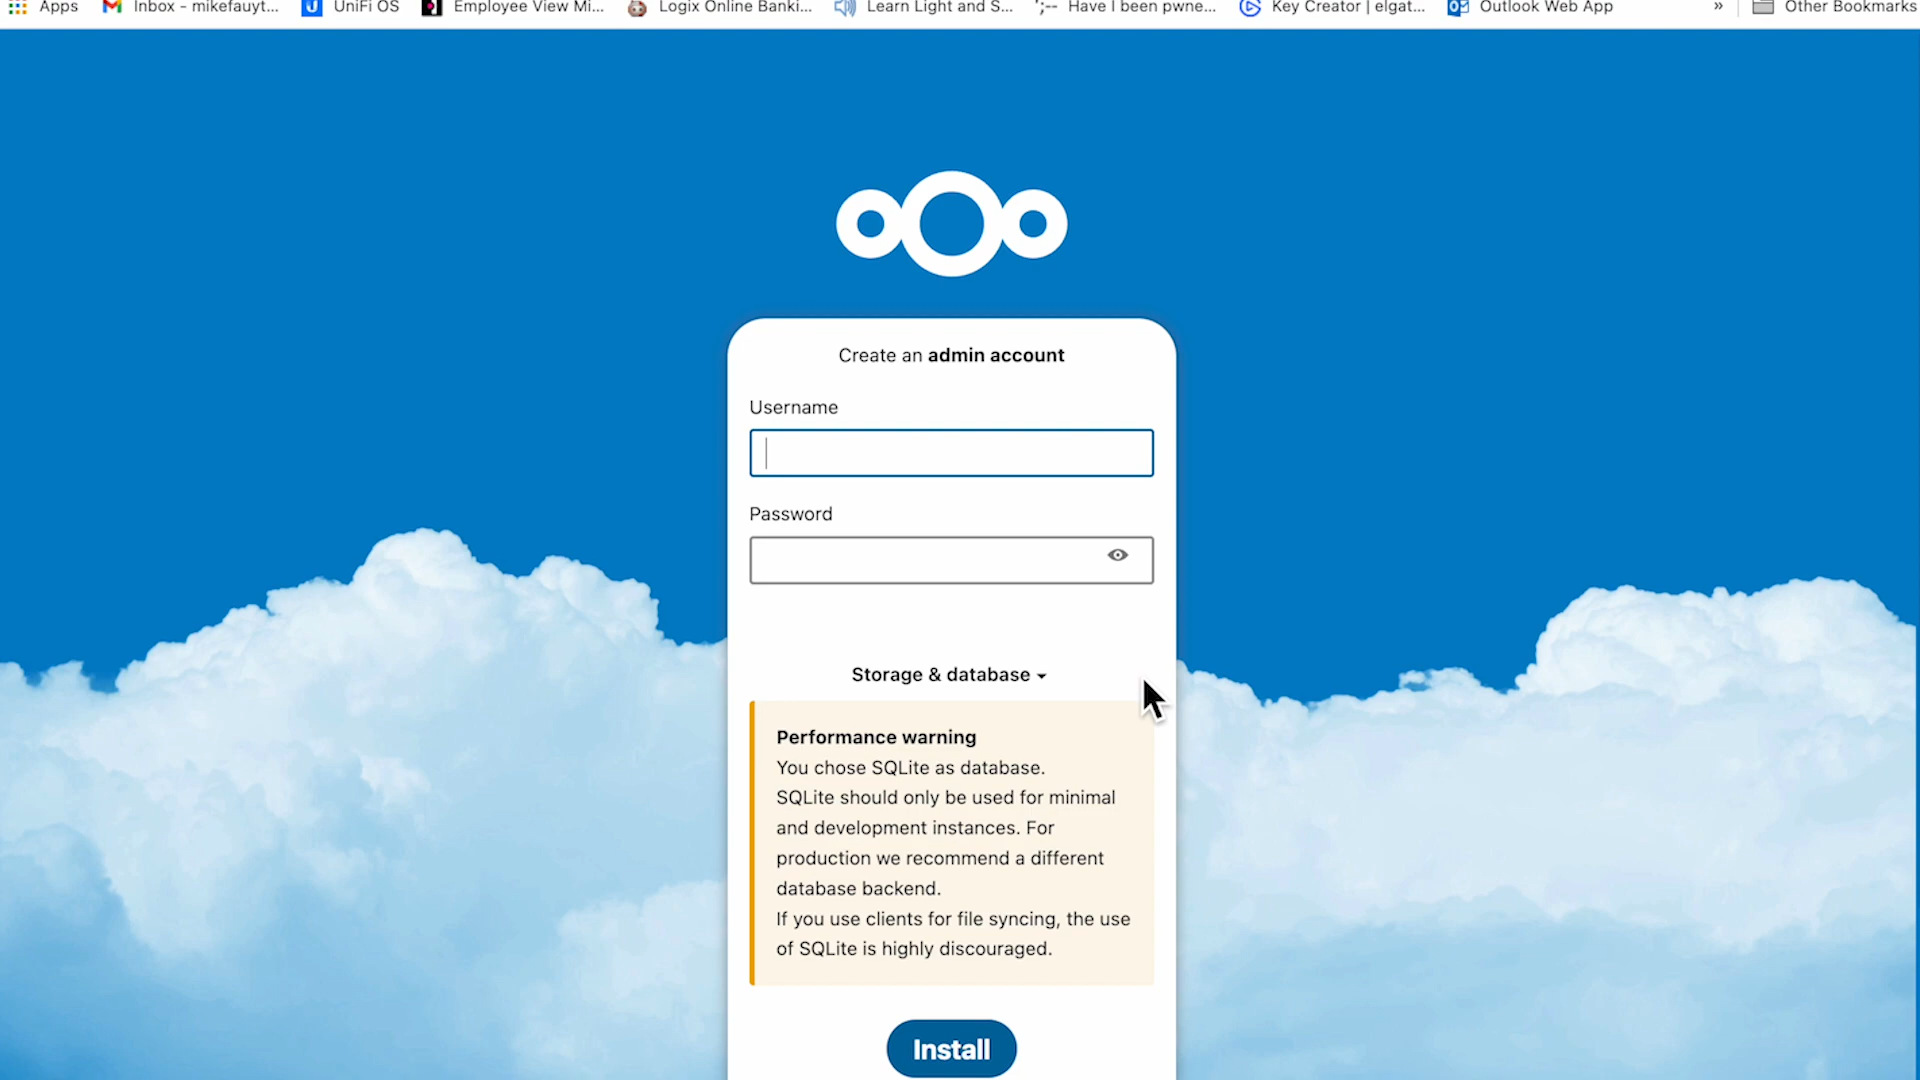 Apps Inbox - mikefauyt... UniFi OS Employee View Mi... Logix Online Banki... Learn Light and S... Have I been pwne... Key Creator | elgat... Outlook Web App » Other Bookmarks
Create an admin account
Username
Password
Storage & database
Performance warning
You chose SQLite as database.
SQLite should only be used for minimal
and development instances. For
production we recommend a different
database backend.
If you use clients for file syncing, the use
of SQLite is highly discouraged.
Install